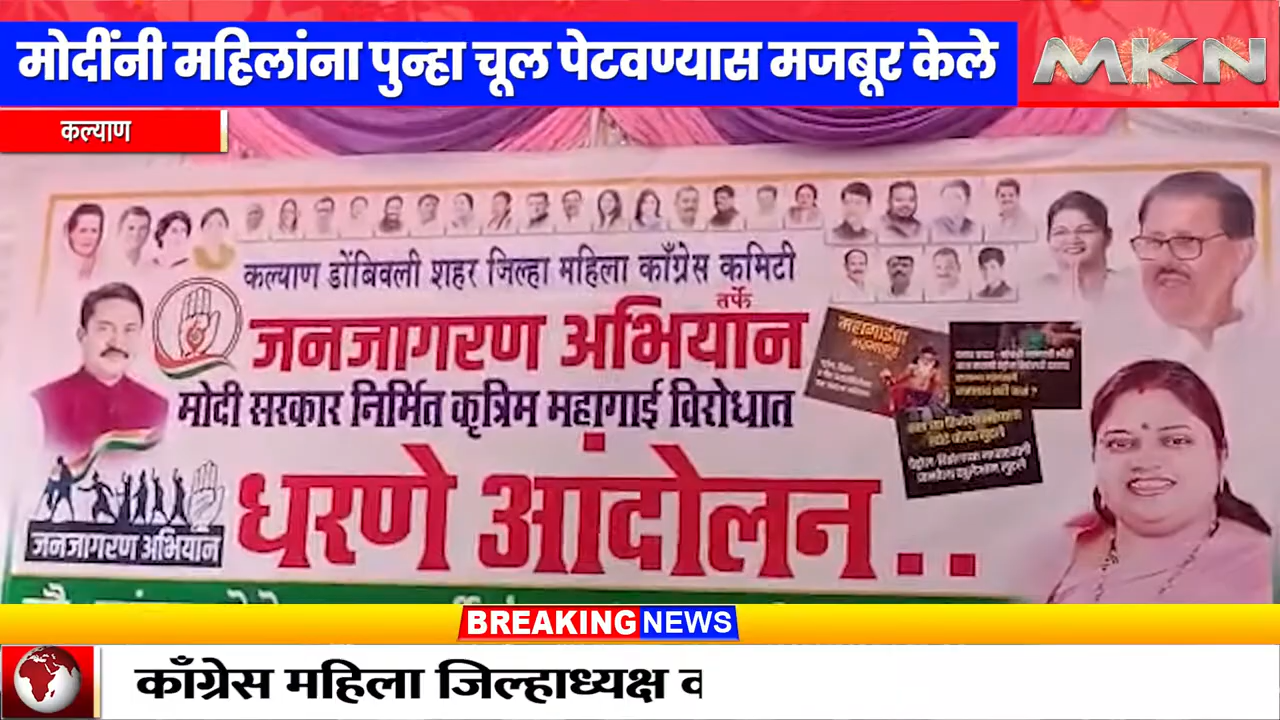 मोदींनी महिलांना पुन्हा चूल पेटवण्यास मजबूर केले
MKN
कल्याण
कल्याण डोंबिवली शहर जिल्हा महिला काँग्रेस कमिटी
तर्फे
जनजागरण अभियान
मोदी सरकार निर्मित कृत्रिम महागाई विरोधात
धरणे आंदोलन..
जनजागरण अभियान
BREAKING NEWS
काँग्रेस महिला जिल्हाध्यक्ष